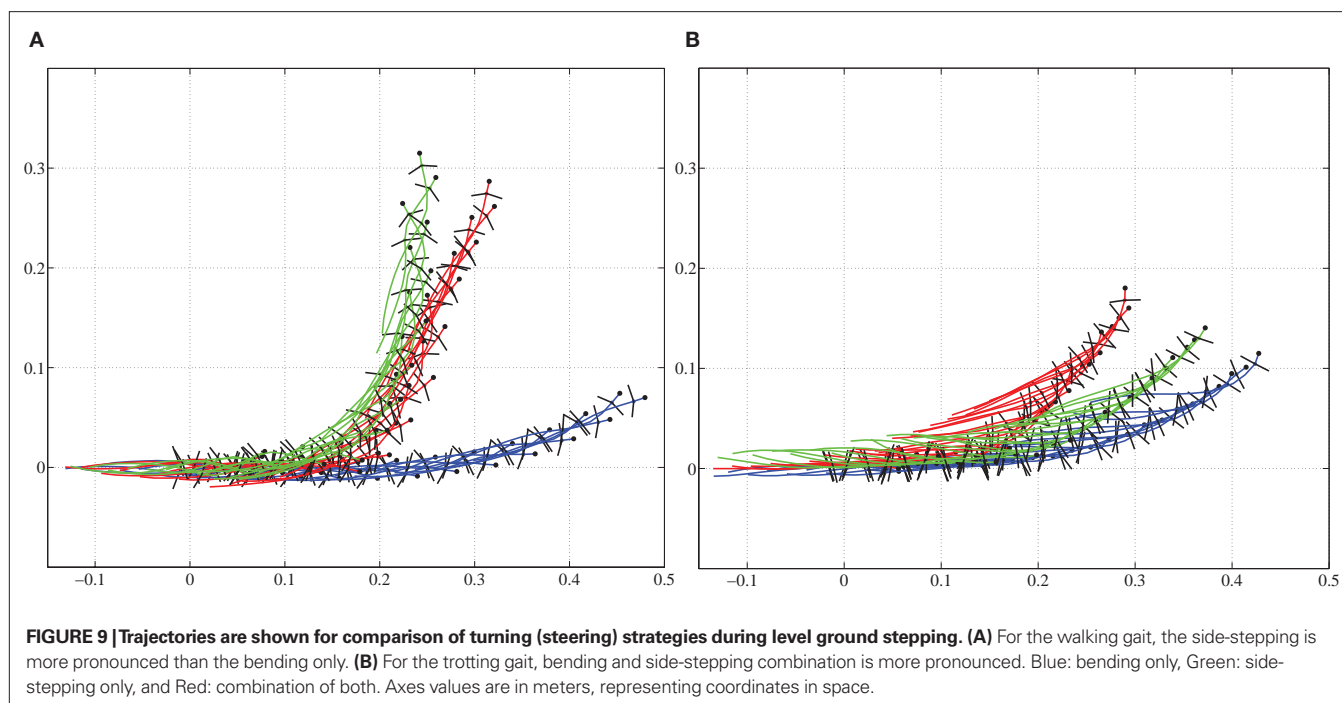 A
B
0.3
0.2
0.1
0
−0.1 0 0.1 0.2 0.3 0.4 0.5
0.3
0.2
0.1
0
−0.1 0 0.1 0.2 0.3 0.4 0.5
FIGURE 9 | Trajectories are shown for comparison of turning (steering) strategies during level ground stepping. (A) For the walking gait, the side-stepping is
more pronounced than the bending only. (B) For the trotting gait, bending and side-stepping combination is more pronounced. Blue: bending only, Green: side-
stepping only, and Red: combination of both. Axes values are in meters, representing coordinates in space.